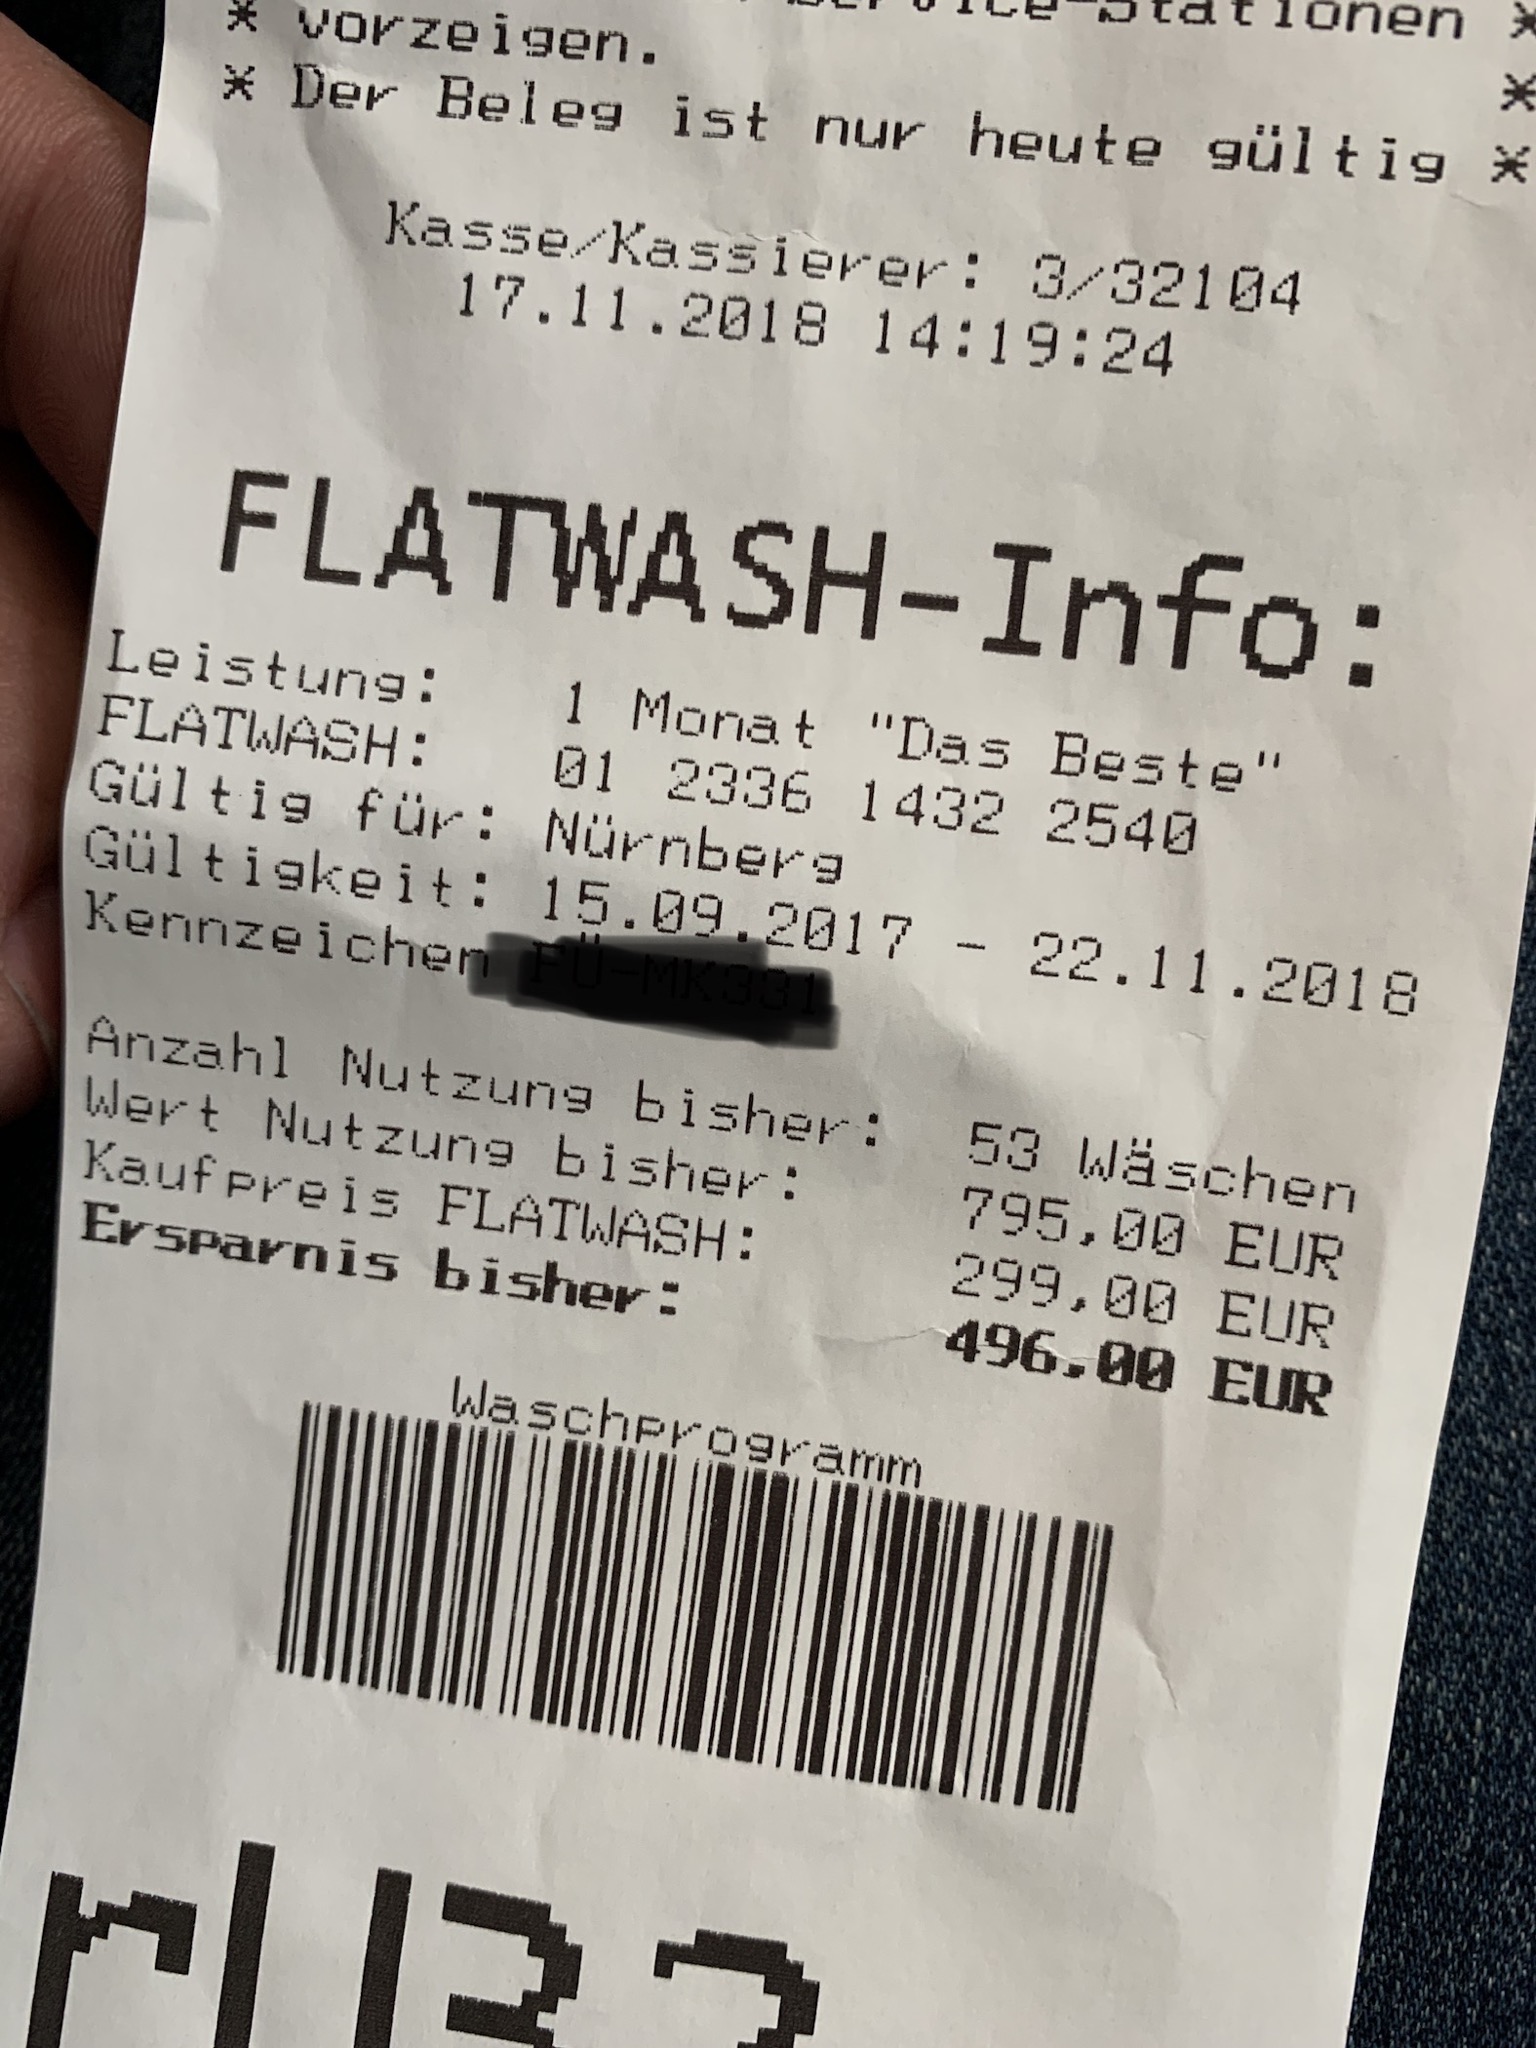 Service-Stationen *
* vorzeigen. *
* Der Beleg ist nur heute gültig *
Kasse/Kassierer: 3/32104
17.11.2018 14:19:24
FLATWASH-Info:
Leistung: 1 Monat "Das Beste"
FLATWASH: 01 2336 1432 2540
Gültig für: Nürnberg
Gültigkeit: 15.09.2017 - 22.11.2018
Kennzeichen
Anzahl Nutzung bisher: 53 Wäschen
Wert Nutzung bisher: 795,00 EUR
Kaufpreis FLATWASH: 299,00 EUR
Ersparnis bisher: 496,00 EUR
Waschprogramm